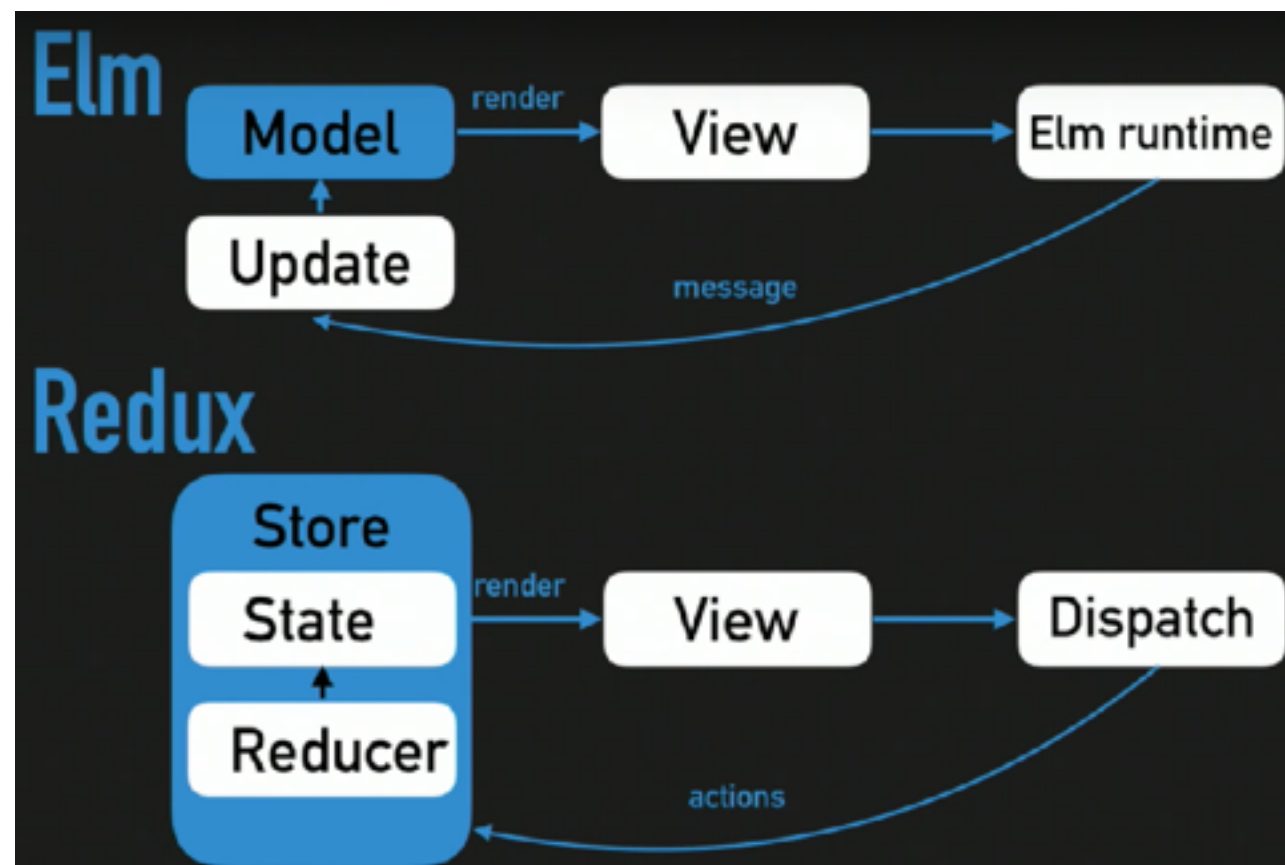 Elm
Model
render
View
Elm runtime
Update
message
Redux
Store
State
render
View
Dispatch
Reducer
actions